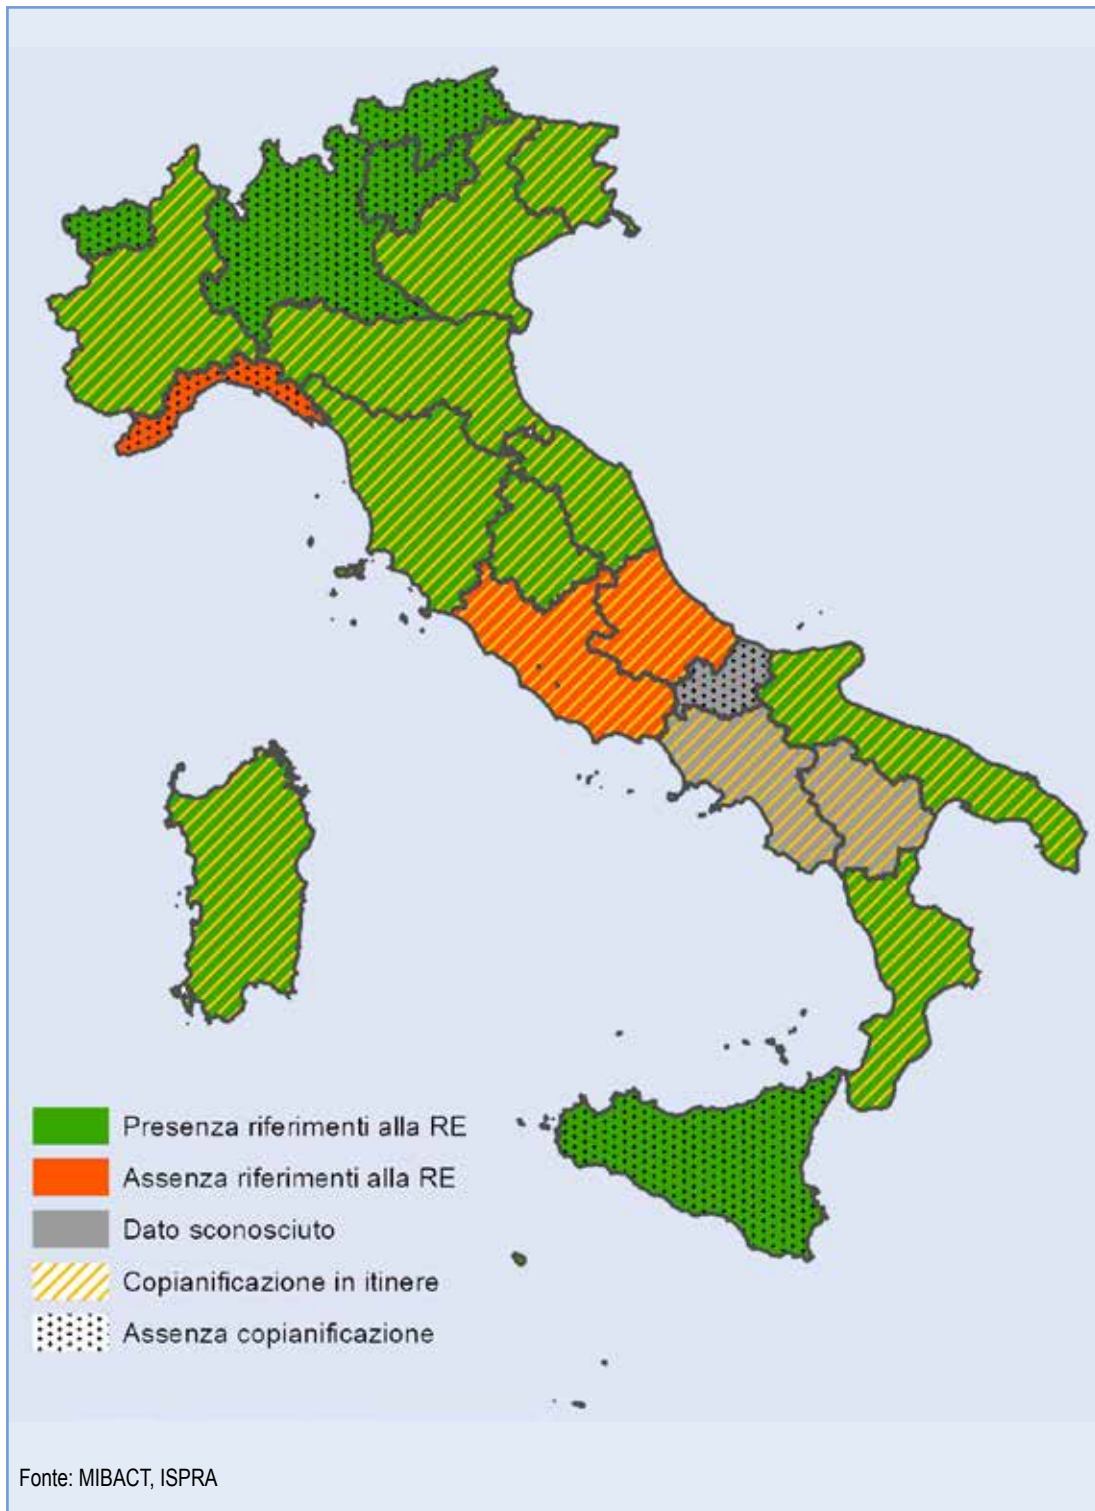 Presenza riferimenti alla RE
Assenza riferimenti alla RE
Dato sconosciuto
Copianificazione in itinere
Assenza copianificazione
Fonte: MIBACT, ISPRA